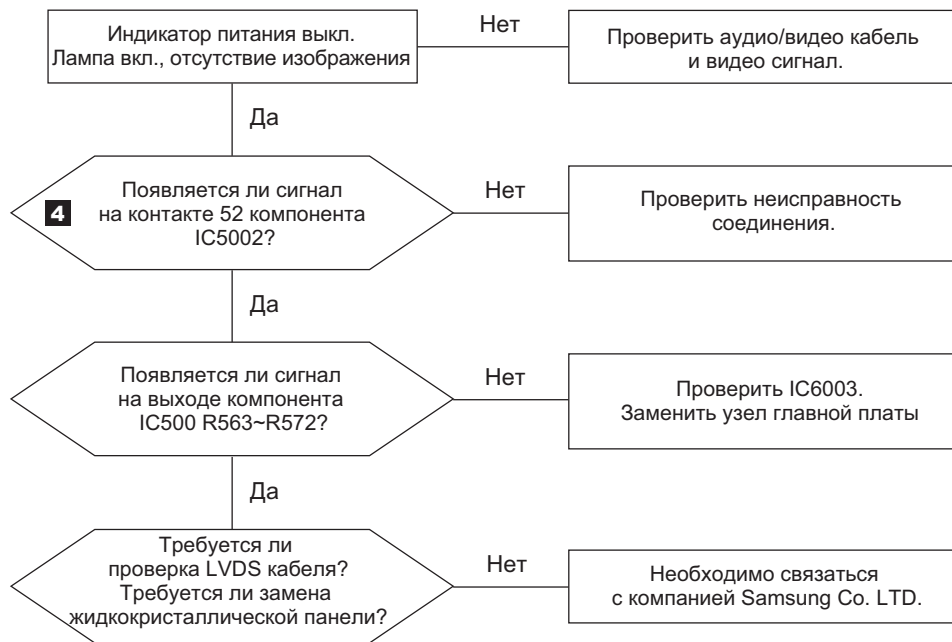 Индикатор питания выкл.
Лампа вкл., отсутствие изображения
Нет
Проверить аудио/видео кабель
и видео сигнал.
Да
4
Появляется ли сигнал
на контакте 52 компонента
IC5002?
Нет
Проверить неисправность
соединения.
Да
Появляется ли сигнал
на выходе компонента
IC500 R563~R572?
Нет
Проверить IC6003.
Заменить узел главной платы
Да
Требуется ли
проверка LVDS кабеля?
Требуется ли замена
жидкокристаллической панели?
Нет
Необходимо связаться
с компанией Samsung Co. LTD.